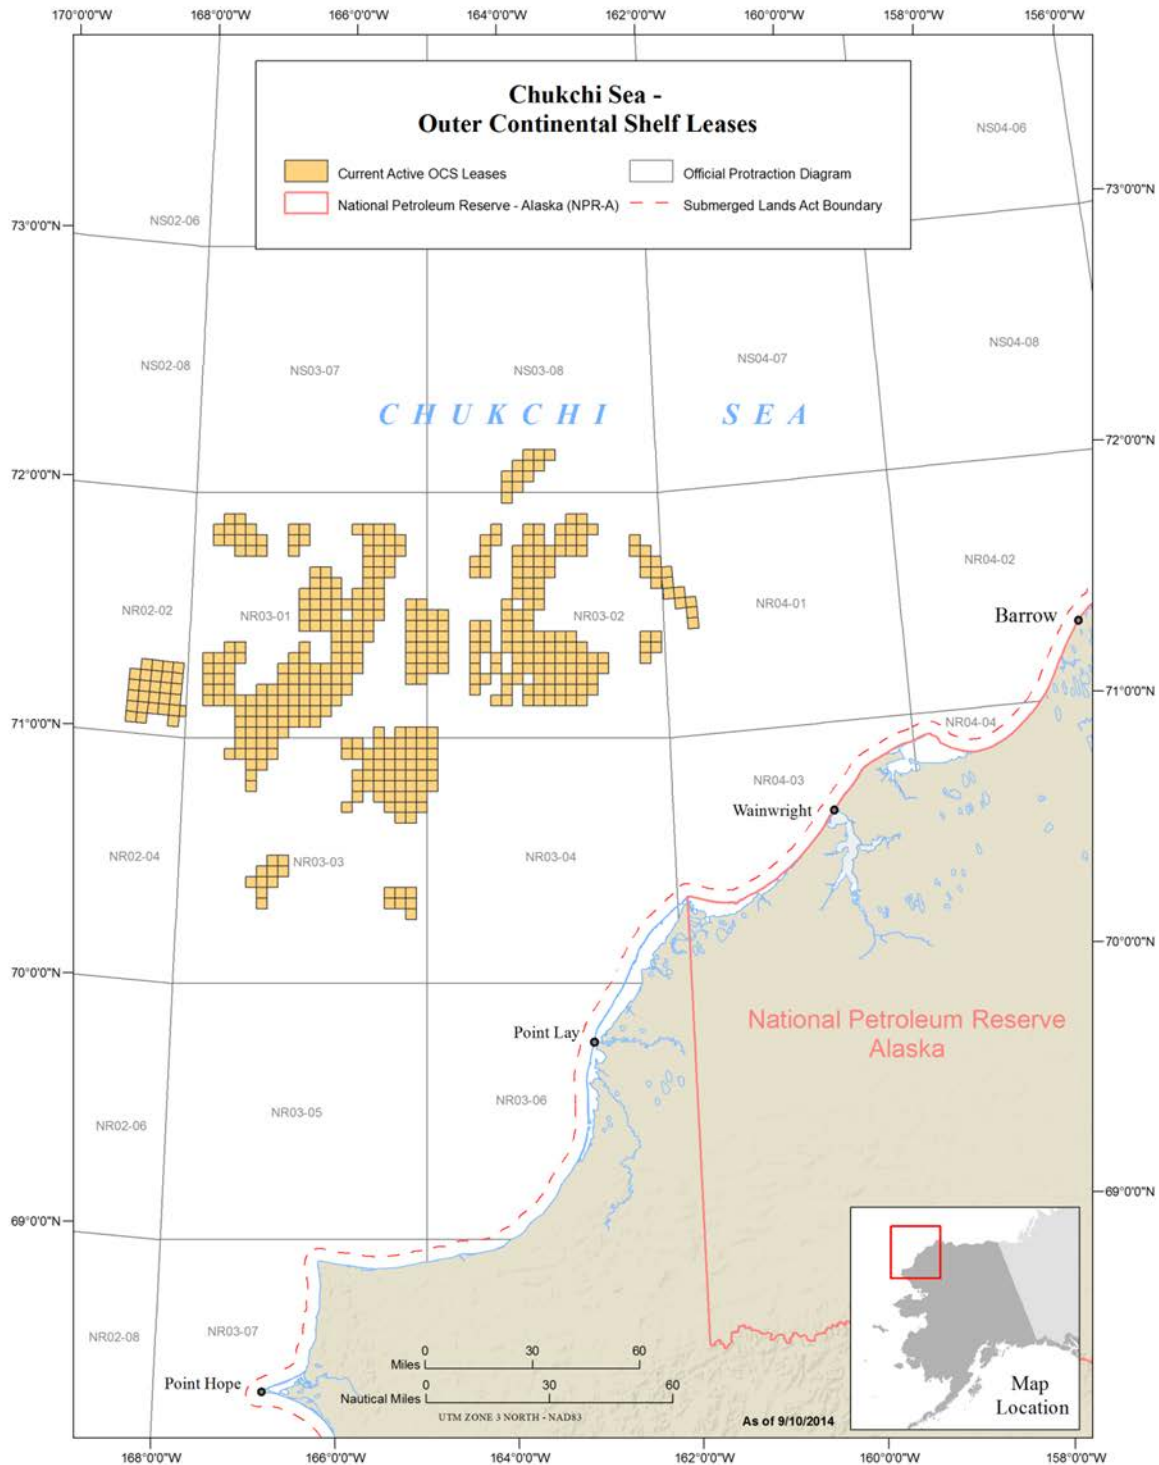 170°0'0"W
168°0'0"W
166°0'0"W
164°0'0"W
162°0'0"W
160°0'0"W
158°0'0"W
156°0'0"W
Chukchi Sea -
Outer Continental Shelf Leases
Current Active OCS Leases
Official Protraction Diagram
National Petroleum Reserve - Alaska (NPR-A)
Submerged Lands Act Boundary
NS04-06
73°0'0"N
NS02-06
73°0'0"N
NS04-08
NS04-07
NS02-08
NS03-07
NS03-08
CHUKCHI SEA
72°0'0"N
72°0'0"N
NR04-02
NR04-01
NR02-02
NR03-01
NR03-02
Barrow
71°0'0"N
71°0'0"N
NR04-04
NR04-03
Wainwright
NR02-04
NR03-03
NR03-04
70°0'0"N
70°0'0"N
National Petroleum Reserve
Alaska
Point Lay
NR03-05
NR03-06
NR02-06
69°0'0"N
69°0'0"N
NR02-08
NR03-07
Point Hope
0 30 60
Miles
0 30 60
Nautical Miles
UTM ZONE 3 NORTH - NAD83
As of 9/10/2014
Map
Location
168°0'0"W
166°0'0"W
164°0'0"W
162°0'0"W
160°0'0"W
158°0'0"W